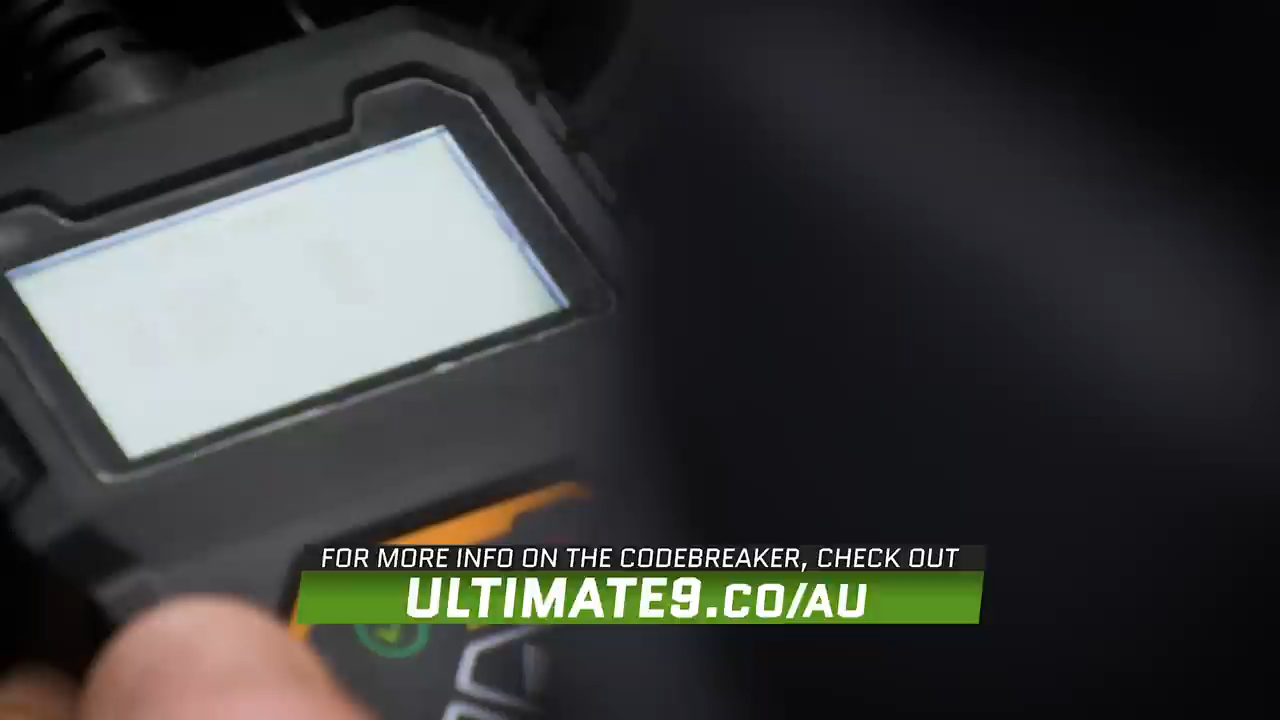 FOR MORE INFO ON THE CODEBREAKER, CHECK OUT
ULTIMATE9.CO/AU